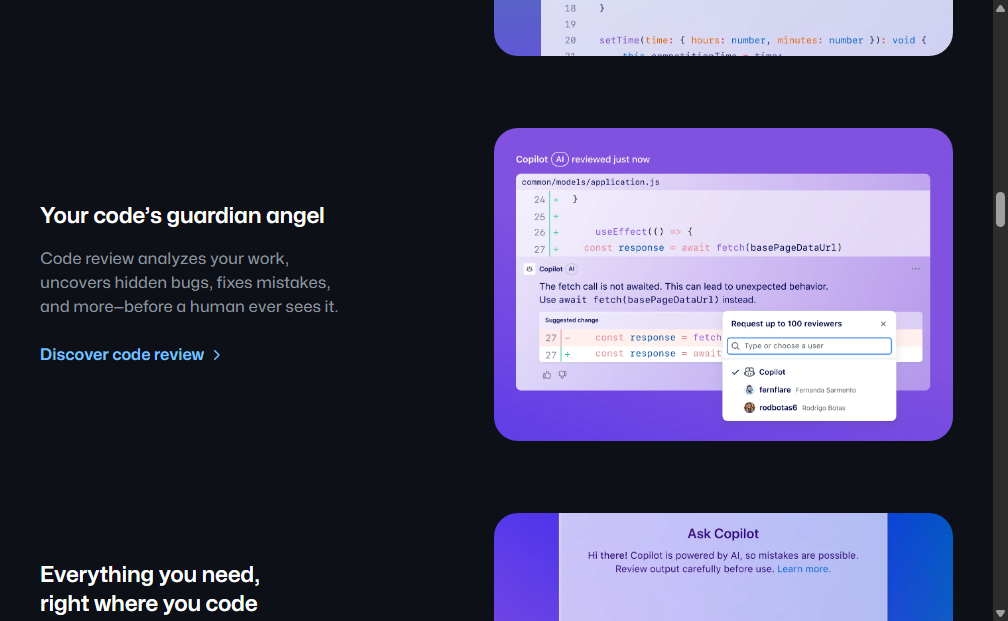 18 }
19
20 setTime(time: { hours: number, minutes: number }): void {
21 this.competitionTime = time;
Your code's guardian angel
Code review analyzes your work,
uncovers hidden bugs, fixes mistakes,
and more—before a human ever sees it.
Discover code review
Copilot AI reviewed just now
common/models/application.js
24 + }
25 +
26 + useEffect(() => {
27 + const response = await fetch(basePageDataUrl)
Copilot AI
The fetch call is not awaited. This can lead to unexpected behavior.
Use await fetch(basePageDataUrl) instead.
Suggested change
27 - const response = fetch
27 + const response = await
Request up to 100 reviewers
Type or choose a user
Copilot
fernflare Fernanda Sarmento
rodbotas6 Rodrigo Botas
Everything you need,
right where you code
Ask Copilot
Hi there! Copilot is powered by AI, so mistakes are possible.
Review output carefully before use. Learn more.